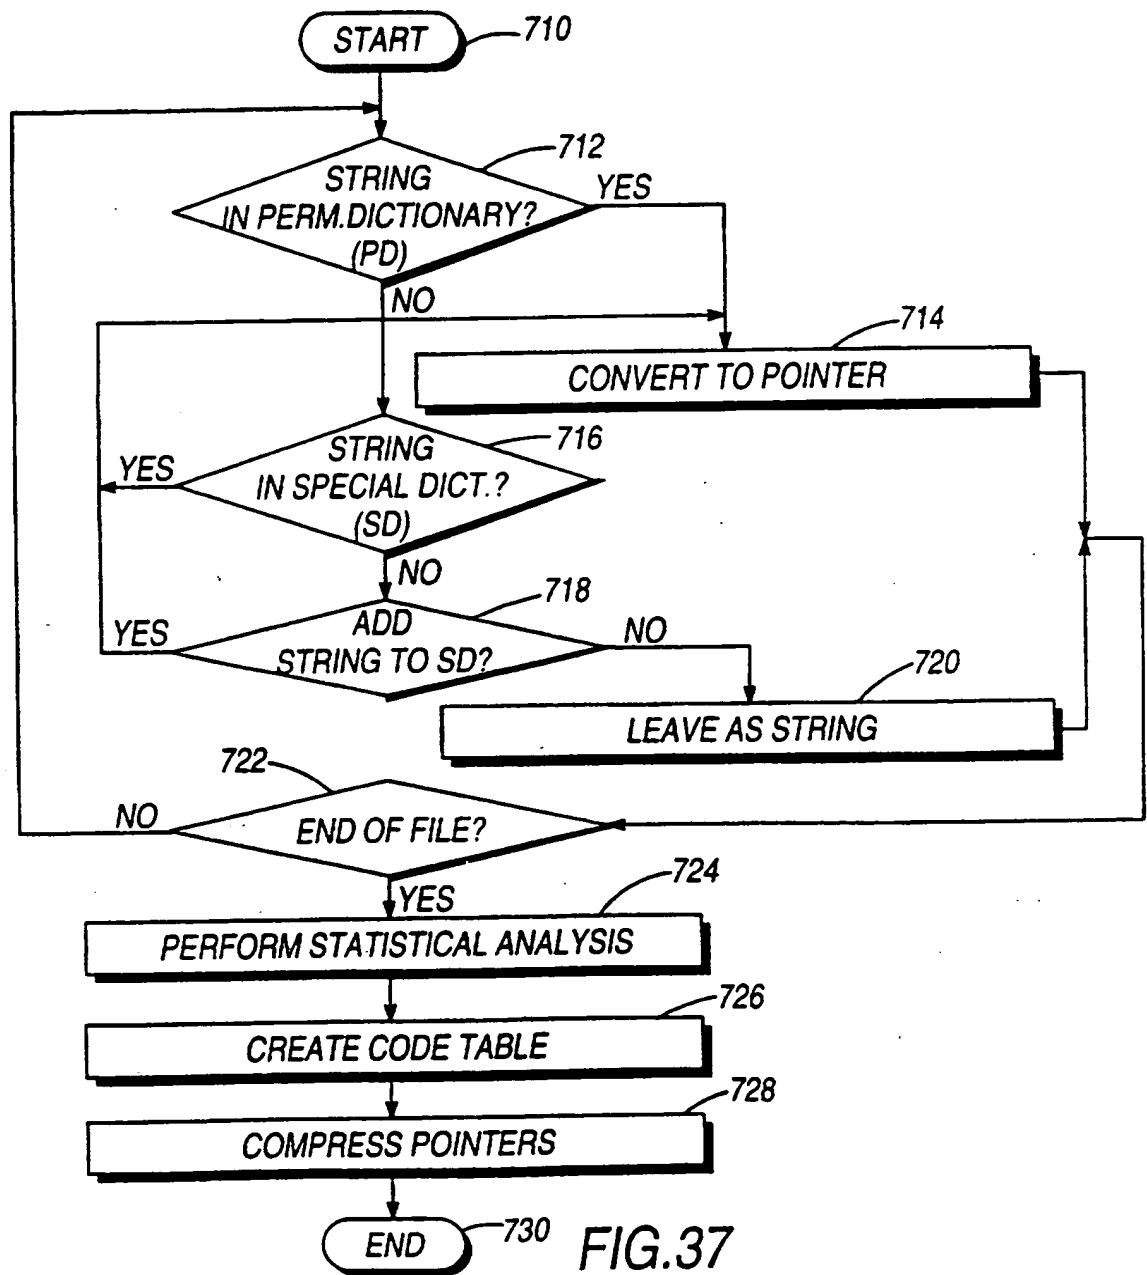 START
710
712
STRING
IN PERM.DICTIONARY?
(PD)
YES
NO
714
CONVERT TO POINTER
716
STRING
IN SPECIAL DICT.?
(SD)
YES
NO
718
ADD
STRING TO SD?
YES
NO
720
LEAVE AS STRING
722
END OF FILE?
NO
YES
724
PERFORM STATISTICAL ANALYSIS
726
CREATE CODE TABLE
728
COMPRESS POINTERS
END
730
FIG.37